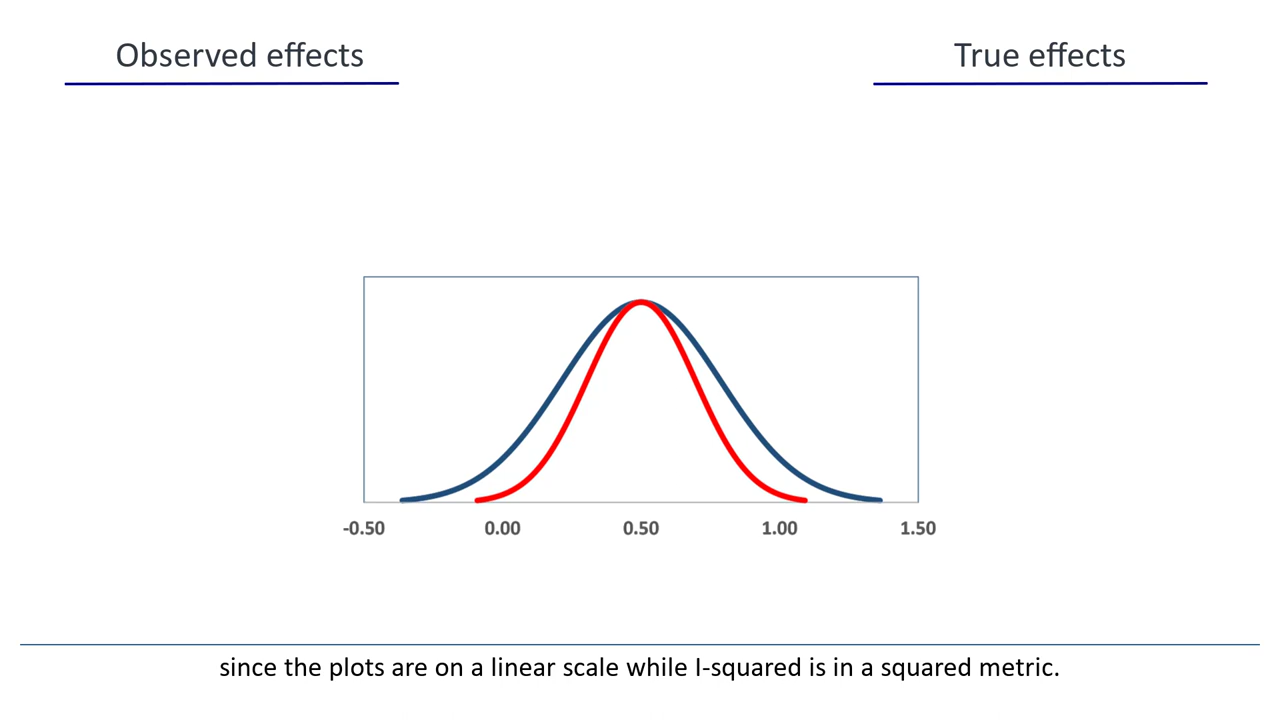 Observed effects
True effects
-0.50 0.00 0.50 1.00 1.50
since the plots are on a linear scale while I-squared is in a squared metric.